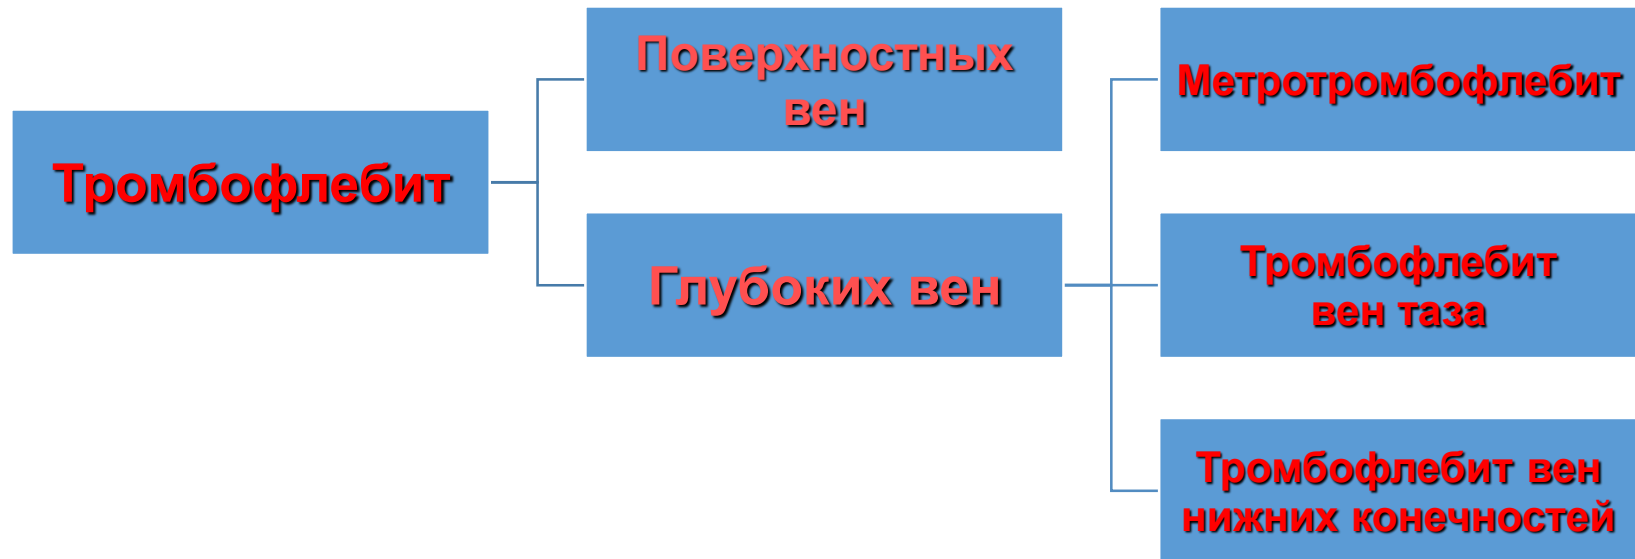 Тромбофлебит
Поверхностных
вен
Глубоких вен
Метротромбофлебит
Тромбофлебит
вен таза
Тромбофлебит вен
нижних конечностей